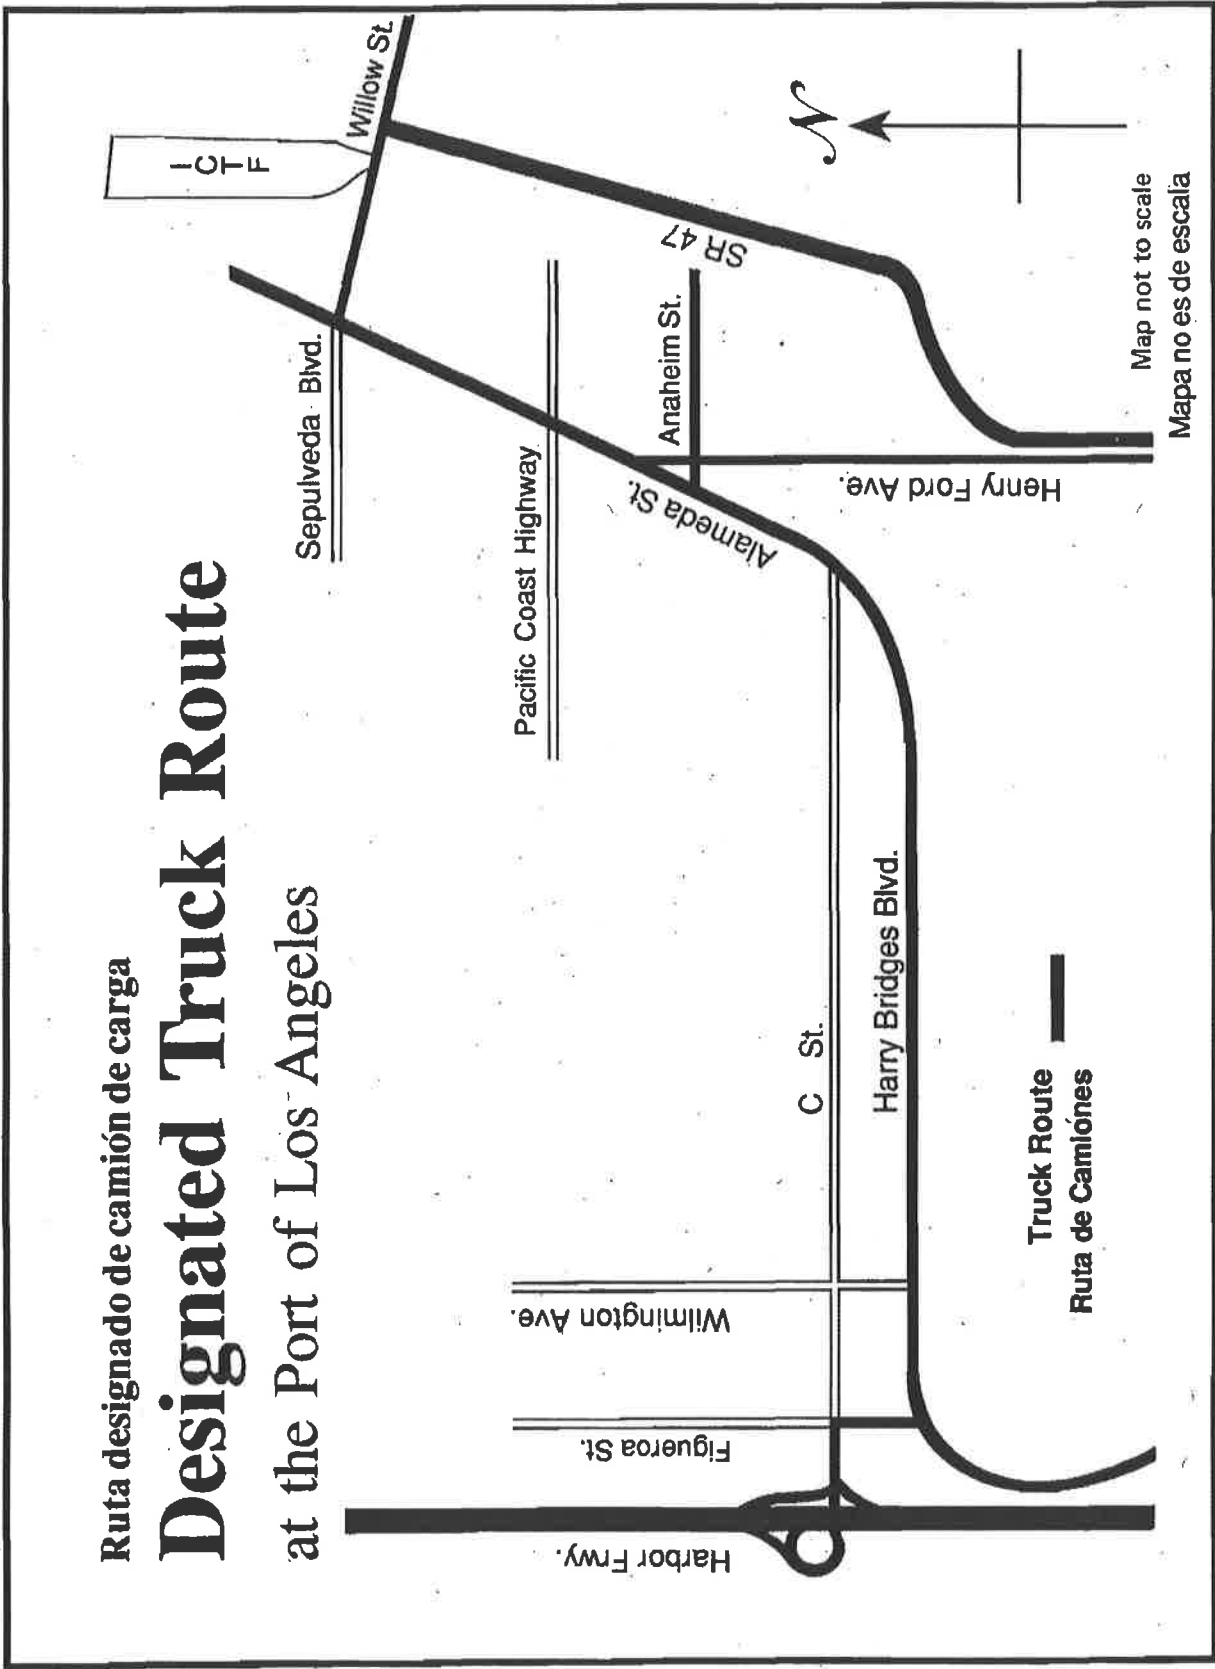 Ruta designado de camión de carga
Designated Truck Route
at the Port of Los Angeles
I
C
T
F
Willow St.
Sepulveda Blvd.
Pacific Coast Highway
SR 47
Anaheim St.
Alameda St.
Henry Ford Ave.
N
C St.
Harry Bridges Blvd.
Wilmington Ave.
Figueroa St.
Harbor Frwy.
Truck Route
Ruta de Camiónes
Map not to scale
Mapa no es de escala